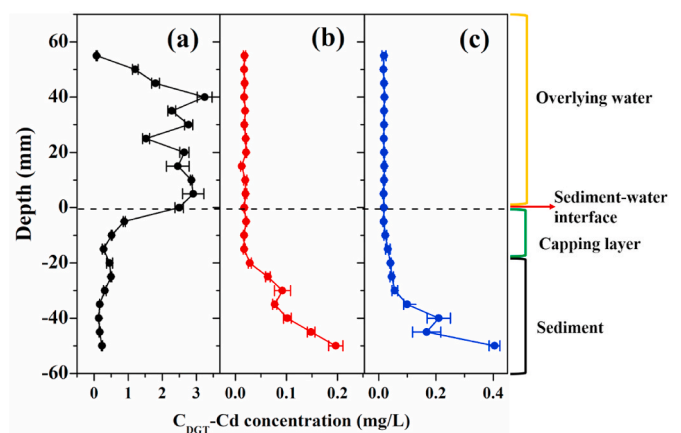 (a) (b) (c)
60
40
20
0
-20
-40
-60
Depth (mm)
0 1 2 3 0.0 0.1 0.2 0.0 0.2 0.4
C_DGT-Cd concentration (mg/L)
Overlying water
Sediment-water
interface
Capping layer
Sediment